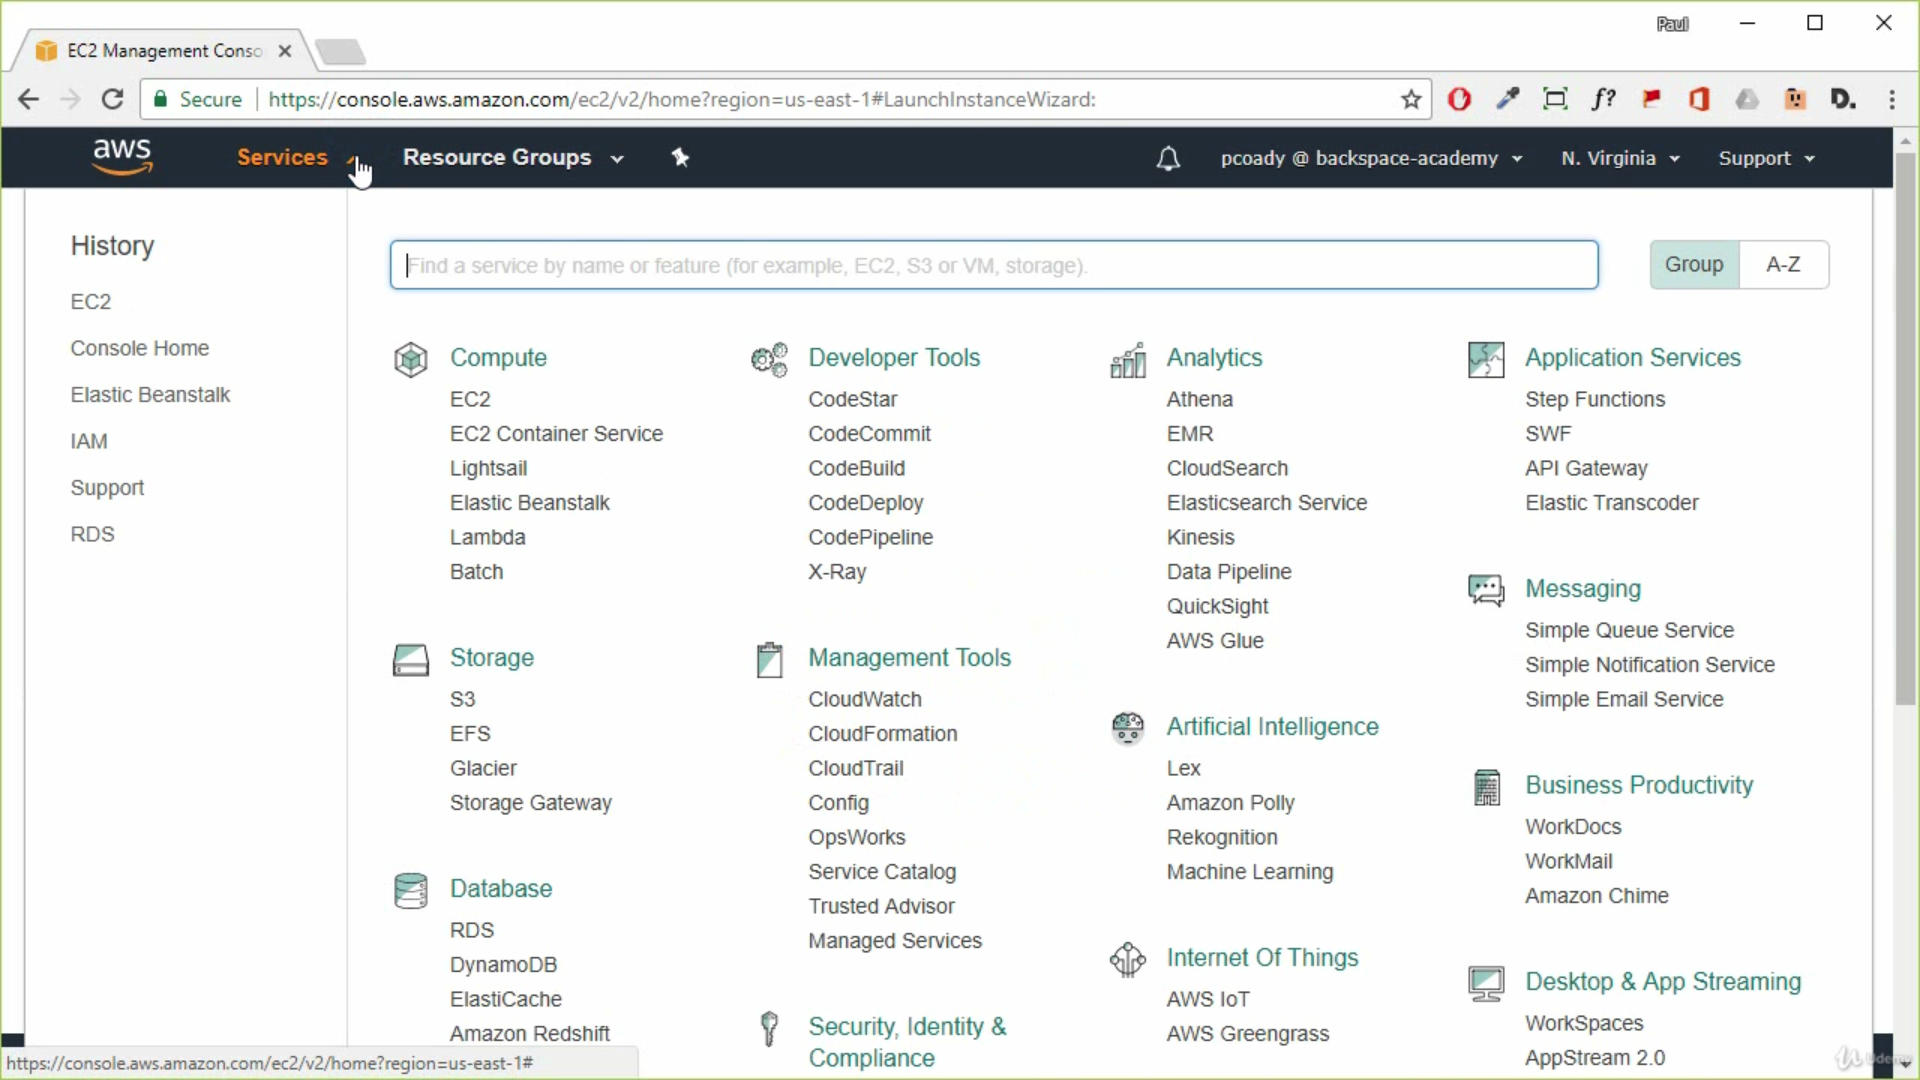 Paul
EC2 Management Conso
Secure https://console.aws.amazon.com/ec2/v2/home?region=us-east-1#LaunchInstanceWizard:
f?
D.
aws
Services
Resource Groups
pcoady @ backspace-academy
N. Virginia
Support
History
EC2
Console Home
Elastic Beanstalk
IAM
Support
RDS
Find a service by name or feature (for example, EC2, S3 or VM, storage).
Group
A-Z
Compute
EC2
EC2 Container Service
Lightsail
Elastic Beanstalk
Lambda
Batch
Storage
S3
EFS
Glacier
Storage Gateway
Database
RDS
DynamoDB
ElastiCache
Amazon Redshift
Developer Tools
CodeStar
CodeCommit
CodeBuild
CodeDeploy
CodePipeline
X-Ray
Management Tools
CloudWatch
CloudFormation
CloudTrail
Config
OpsWorks
Service Catalog
Trusted Advisor
Managed Services
Security, Identity &
Compliance
Analytics
Athena
EMR
CloudSearch
Elasticsearch Service
Kinesis
Data Pipeline
QuickSight
AWS Glue
Artificial Intelligence
Lex
Amazon Polly
Rekognition
Machine Learning
Internet Of Things
AWS IoT
AWS Greengrass
Application Services
Step Functions
SWF
API Gateway
Elastic Transcoder
Messaging
Simple Queue Service
Simple Notification Service
Simple Email Service
Business Productivity
WorkDocs
WorkMail
Amazon Chime
Desktop & App Streaming
WorkSpaces
AppStream 2.0
https://console.aws.amazon.com/ec2/v2/home?region=us-east-1#
Udemy